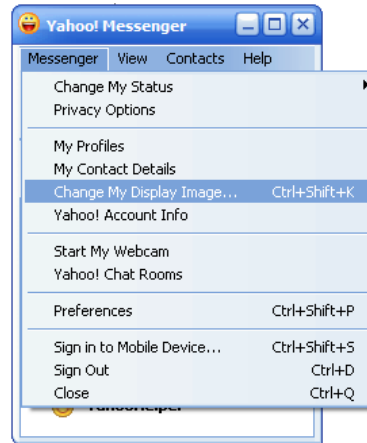 Yahoo! Messenger
Messenger View Contacts Help
Change My Status
Privacy Options
My Profiles
My Contact Details
Change My Display Image... Ctrl+Shift+K
Yahoo! Account Info
Start My Webcam
Yahoo! Chat Rooms
Preferences Ctrl+Shift+P
Sign in to Mobile Device... Ctrl+Shift+S
Sign Out Ctrl+D
Close Ctrl+Q